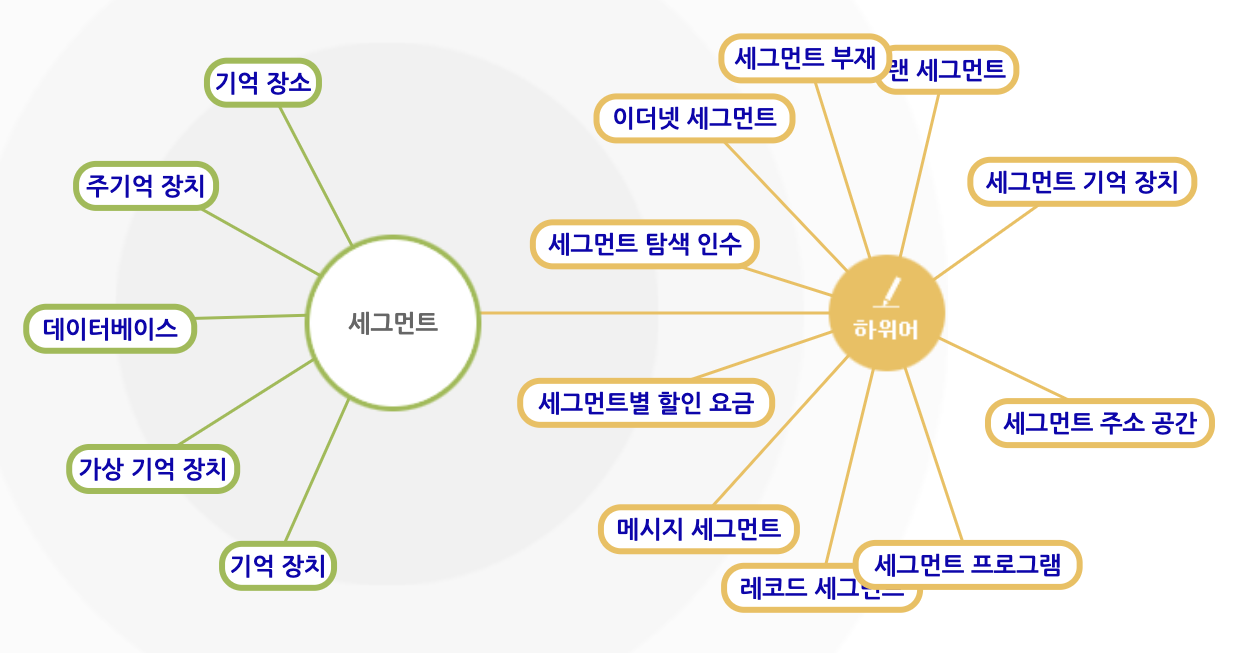 기억 장소
주기억 장치
데이터베이스
가상 기억 장치
기억 장치
세그먼트
하위어
세그먼트 부재
랜 세그먼트
이더넷 세그먼트
세그먼트 기억 장치
세그먼트 탐색 인수
세그먼트별 할인 요금
세그먼트 주소 공간
메시지 세그먼트
세그먼트 프로그램
레코드 세그먼트